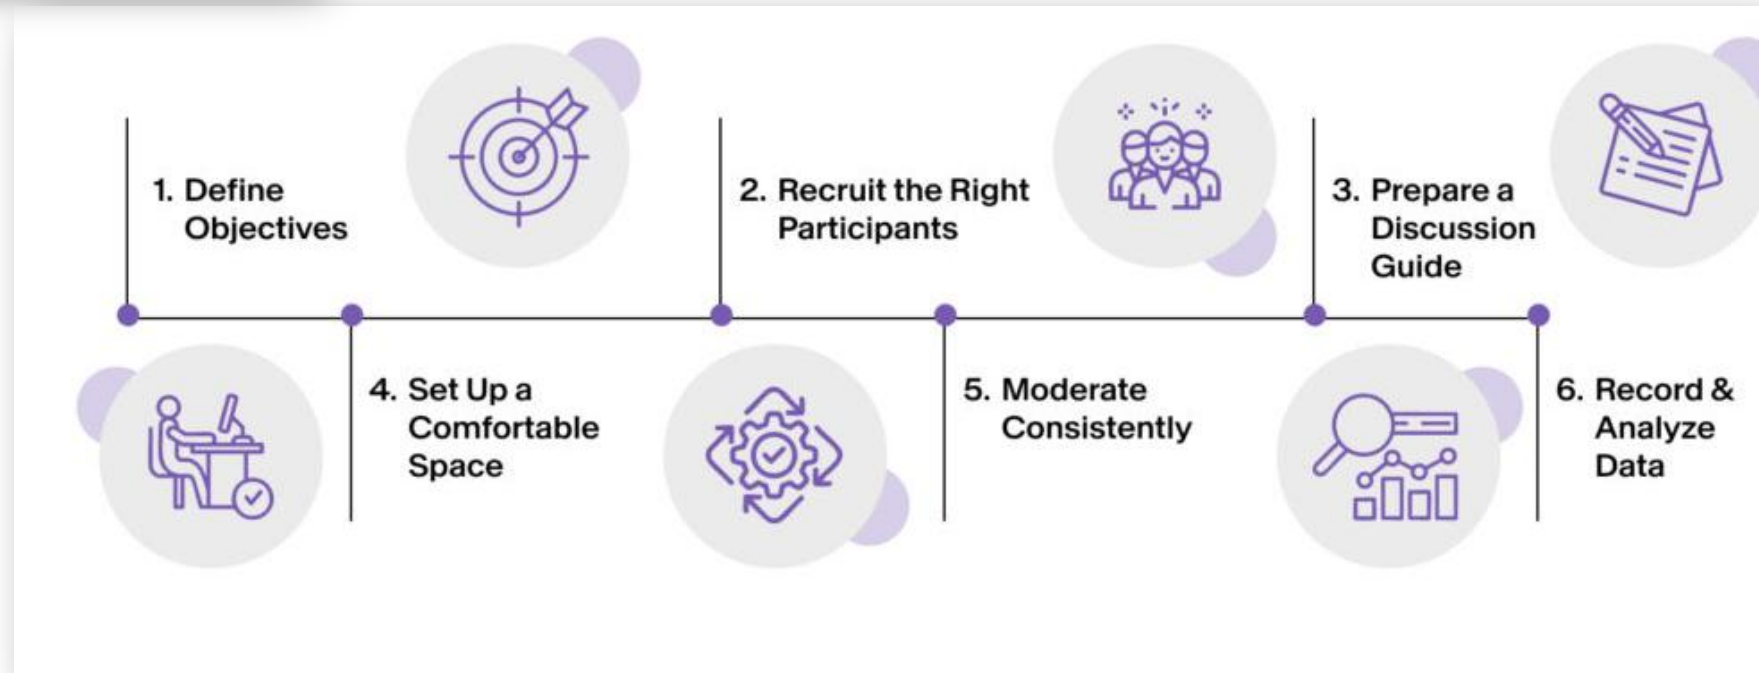 1. Define
Objectives
2. Recruit the Right
Participants
3. Prepare a
Discussion
Guide
4. Set Up a
Comfortable
Space
5. Moderate
Consistently
6. Record &
Analyze
Data